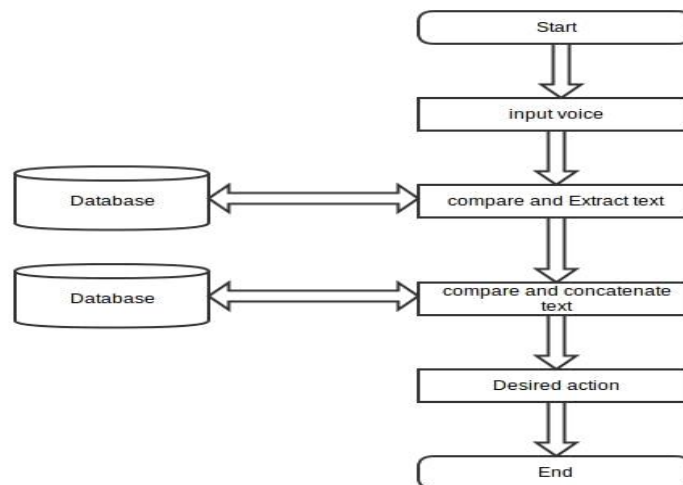 Start
input voice
Database
compare and Extract text
Database
compare and concatenate
text
Desired action
End